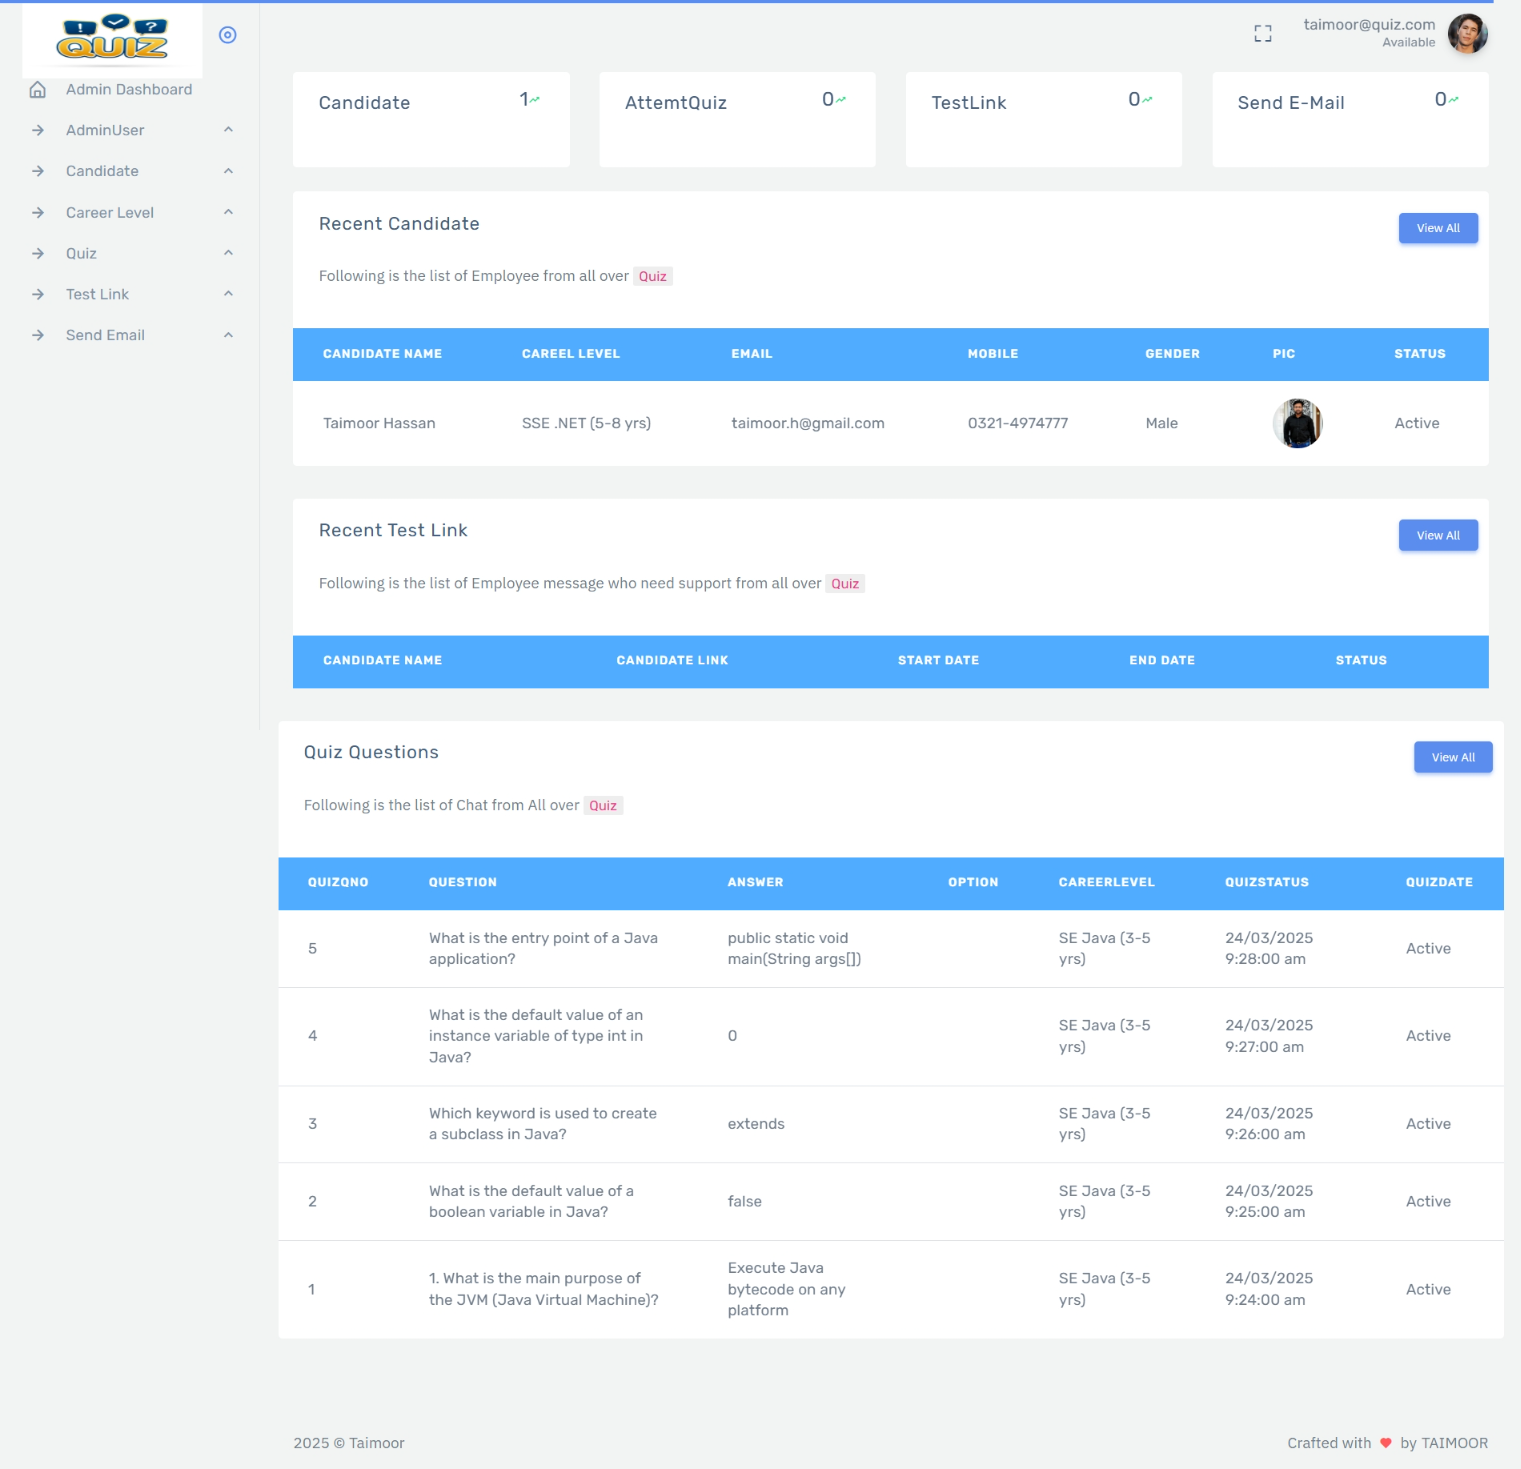 ! ?
QUIZ
taimoor@quiz.com
Available
Admin Dashboard
AdminUser
Candidate
Career Level
Quiz
Test Link
Send Email
Candidate 1
AttemtQuiz 0
TestLink 0
Send E-Mail 0
Recent Candidate
View All
Following is the list of Employee from all over Quiz
CANDIDATE NAME CAREEL LEVEL EMAIL MOBILE GENDER PIC STATUS
Taimoor Hassan SSE .NET (5-8 yrs) taimoor.h@gmail.com 0321-4974777 Male Active
Recent Test Link
View All
Following is the list of Employee message who need support from all over Quiz
CANDIDATE NAME CANDIDATE LINK START DATE END DATE STATUS
Quiz Questions
View All
Following is the list of Chat from All over Quiz
QUIZQNO QUESTION ANSWER OPTION CAREERLEVEL QUIZSTATUS QUIZDATE
5
What is the entry point of a Java
application?
public static void
main(String args[])
SE Java (3-5
yrs)
24/03/2025
9:28:00 am
Active
4
What is the default value of an
instance variable of type int in
Java?
0
SE Java (3-5
yrs)
24/03/2025
9:27:00 am
Active
3
Which keyword is used to create
a subclass in Java?
extends
SE Java (3-5
yrs)
24/03/2025
9:26:00 am
Active
2
What is the default value of a
boolean variable in Java?
false
SE Java (3-5
yrs)
24/03/2025
9:25:00 am
Active
1
1. What is the main purpose of
the JVM (Java Virtual Machine)?
Execute Java
bytecode on any
platform
SE Java (3-5
yrs)
24/03/2025
9:24:00 am
Active
2025 © Taimoor
Crafted with ❤ by TAIMOOR